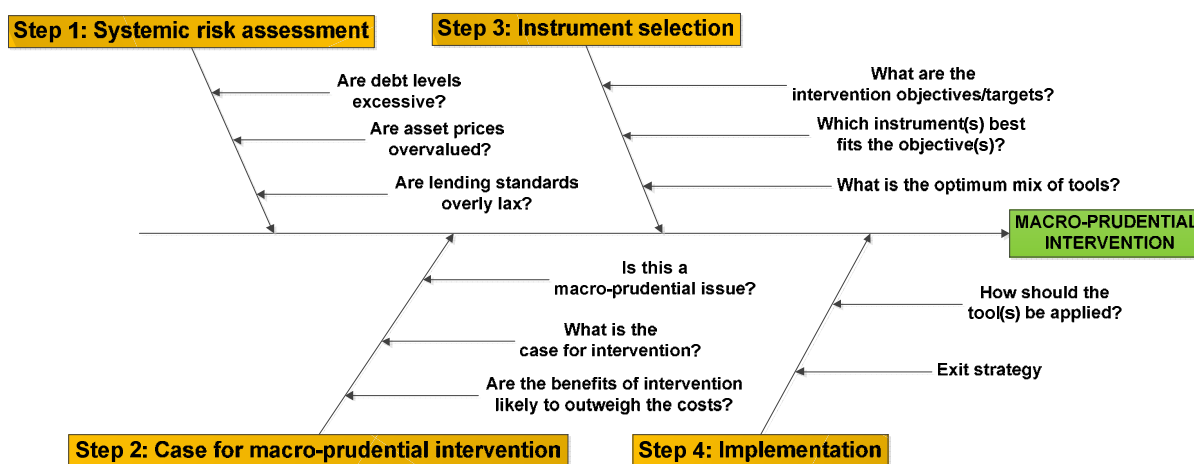 Step 1: Systemic risk assessment
Are debt levels
excessive?
Are asset prices
overvalued?
Are lending standards
overly lax?
Step 3: Instrument selection
What are the
intervention objectives/targets?
Which instrument(s) best
fits the objective(s)?
What is the optimum mix of tools?
MACRO-PRUDENTIAL
INTERVENTION
Is this a
macro-prudential issue?
What is the
case for intervention?
Are the benefits of intervention
likely to outweigh the costs?
Step 2: Case for macro-prudential intervention
How should the
tool(s) be applied?
Exit strategy
Step 4: Implementation